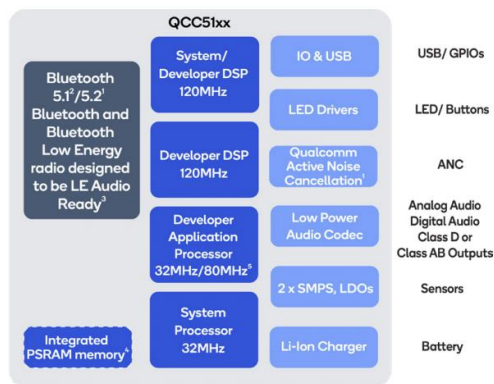 QCC51xx
Bluetooth
5.1²/5.2¹
Bluetooth and
Bluetooth
Low Energy
radio designed
to be LE Audio
Ready³
Integrated
PSRAM memory⁴
System/
Developer DSP
120MHz
Developer DSP
120MHz
Developer
Application
Processor
32MHz/80MHz⁵
System
Processor
32MHz
IO & USB
LED Drivers
Qualcomm
Active Noise
Cancellation¹
Low Power
Audio Codec
2 x SMPS, LDOs
Li-Ion Charger
USB/ GPIOs
LED/ Buttons
ANC
Analog Audio
Digital Audio
Class D or
Class AB Outputs
Sensors
Battery